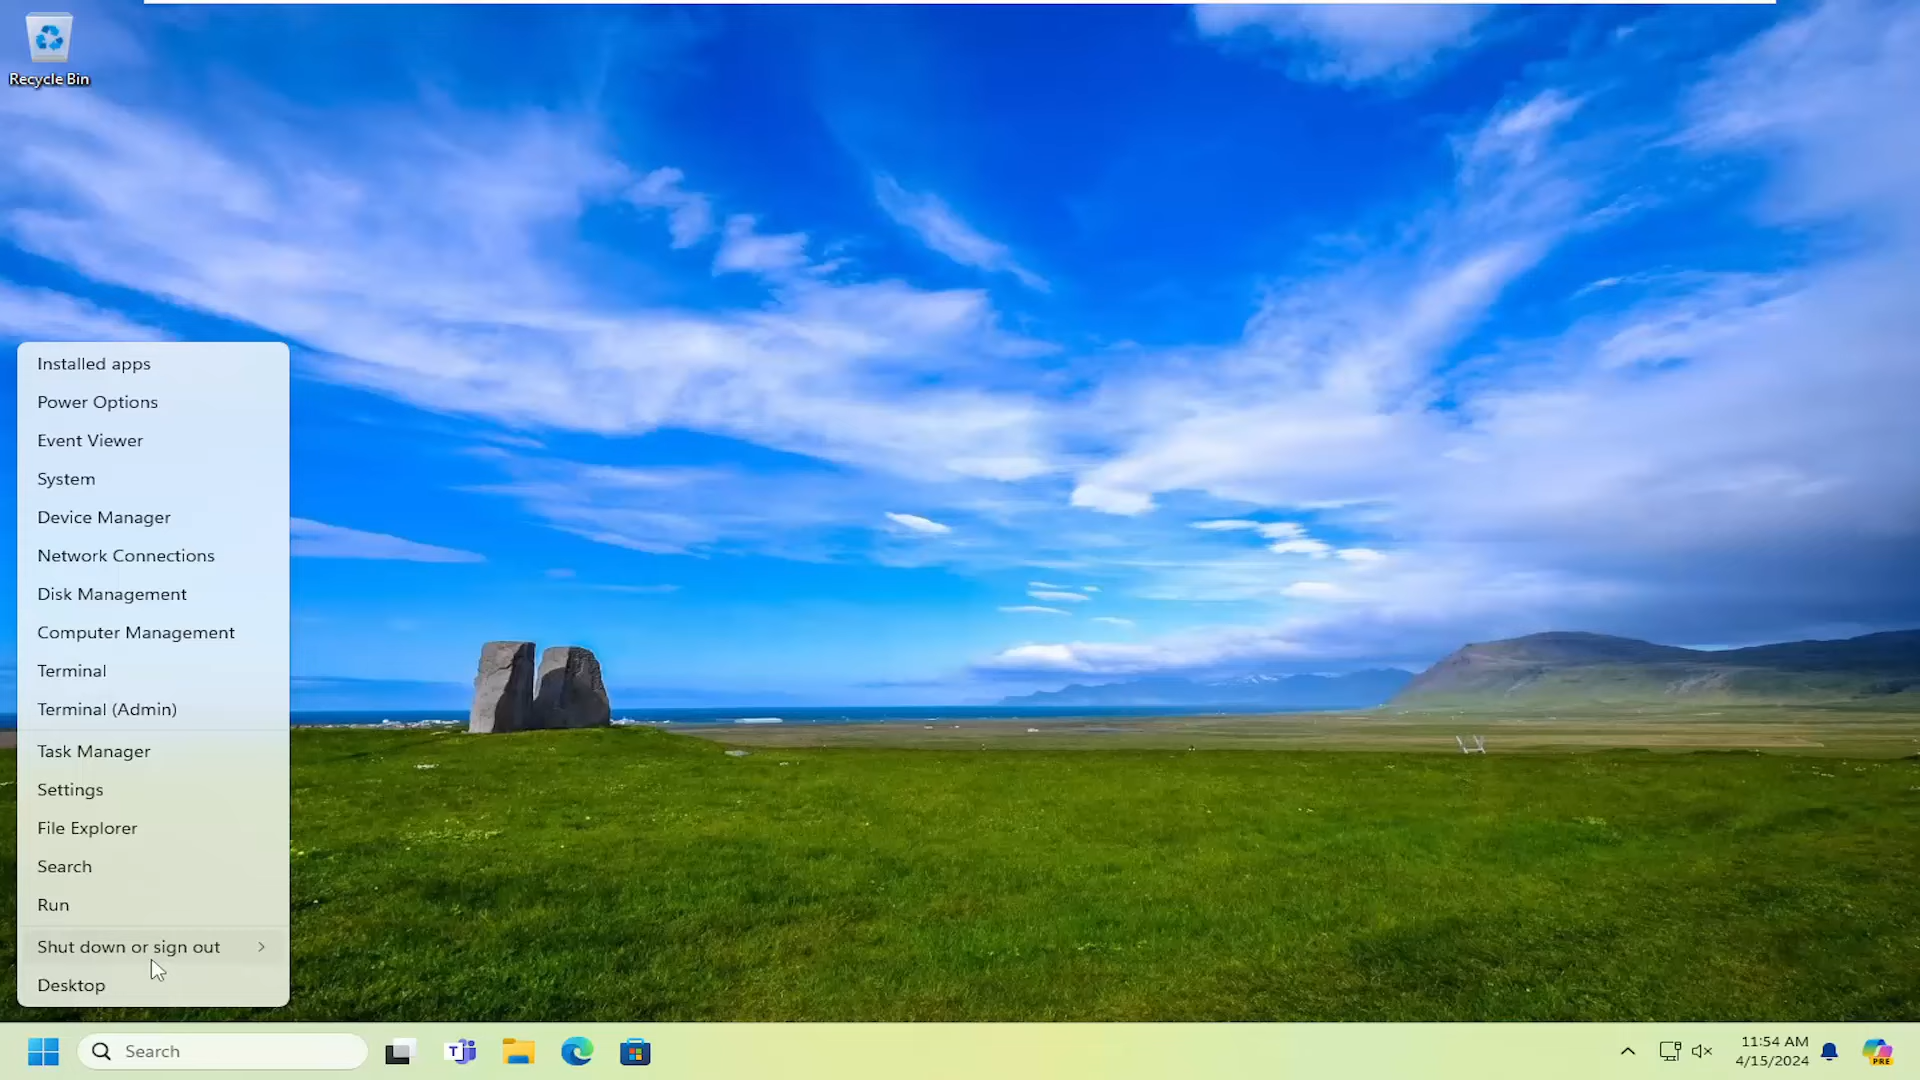 Recycle Bin
Installed apps
Power Options
Event Viewer
System
Device Manager
Network Connections
Disk Management
Computer Management
Terminal
Terminal (Admin)
Task Manager
Settings
File Explorer
Search
Run
Shut down or sign out
Desktop
Search
11:54 AM
4/15/2024
PRE